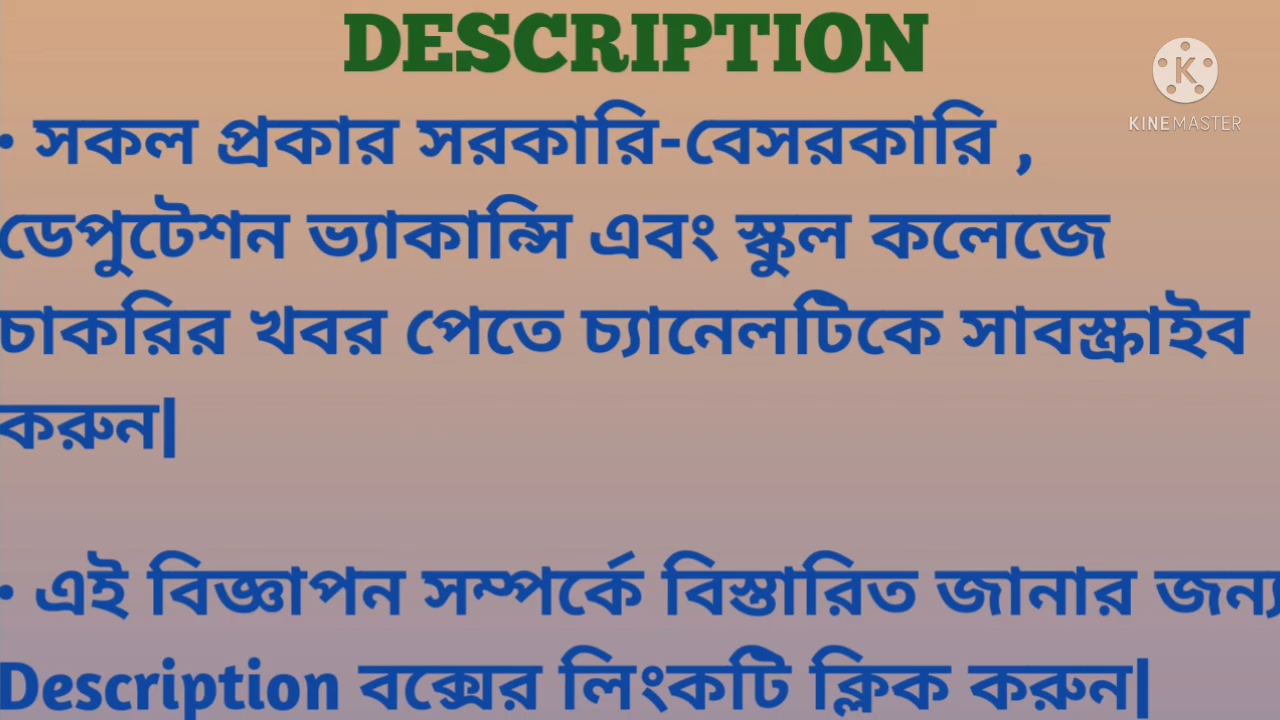 DESCRIPTION
KINEMASTER
• সকল প্রকার সরকারি-বেসরকারি ,
ডেপুটেশন ভ্যাকান্সি এবং স্কুল কলেজে
চাকরির খবর পেতে চ্যানেলটিকে সাবস্ক্রাইব
করুন|
• এই বিজ্ঞাপন সম্পর্কে বিস্তারিত জানার জন্য
Description বক্সের লিংকটি ক্লিক করুন|